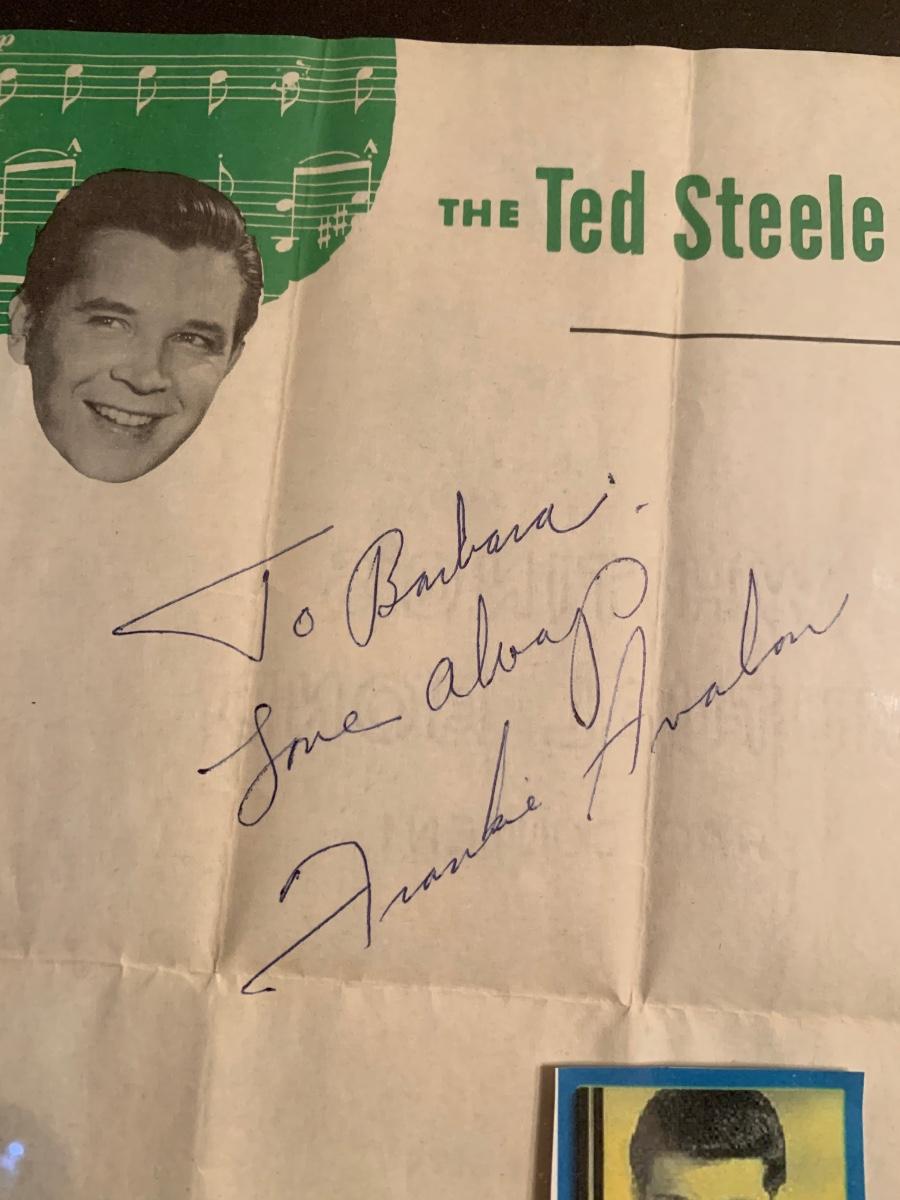 THE Ted Steele
To Barbara:
Love always
Frankie Avalon